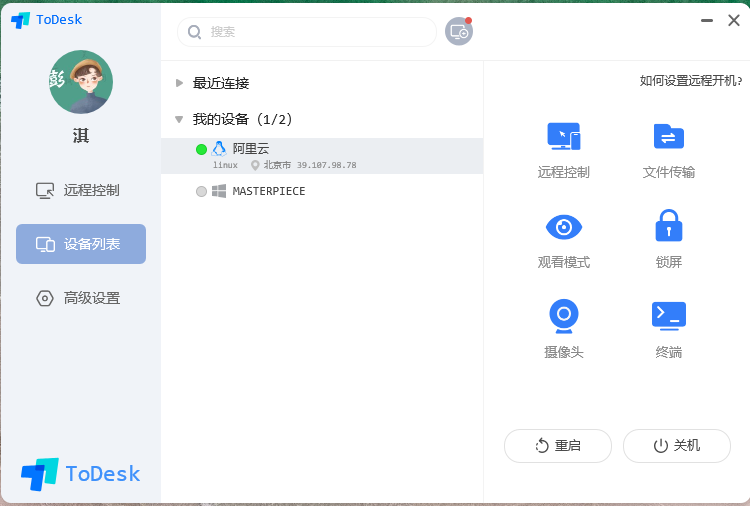 ToDesk
彭
淇
远程控制
设备列表
高级设置
ToDesk
搜索
最近连接
我的设备 (1/2)
阿里云
linux 北京市 39.107.98.78
MASTERPIECE
如何设置远程开机?
远程控制
文件传输
观看模式
锁屏
摄像头
终端
重启
关机